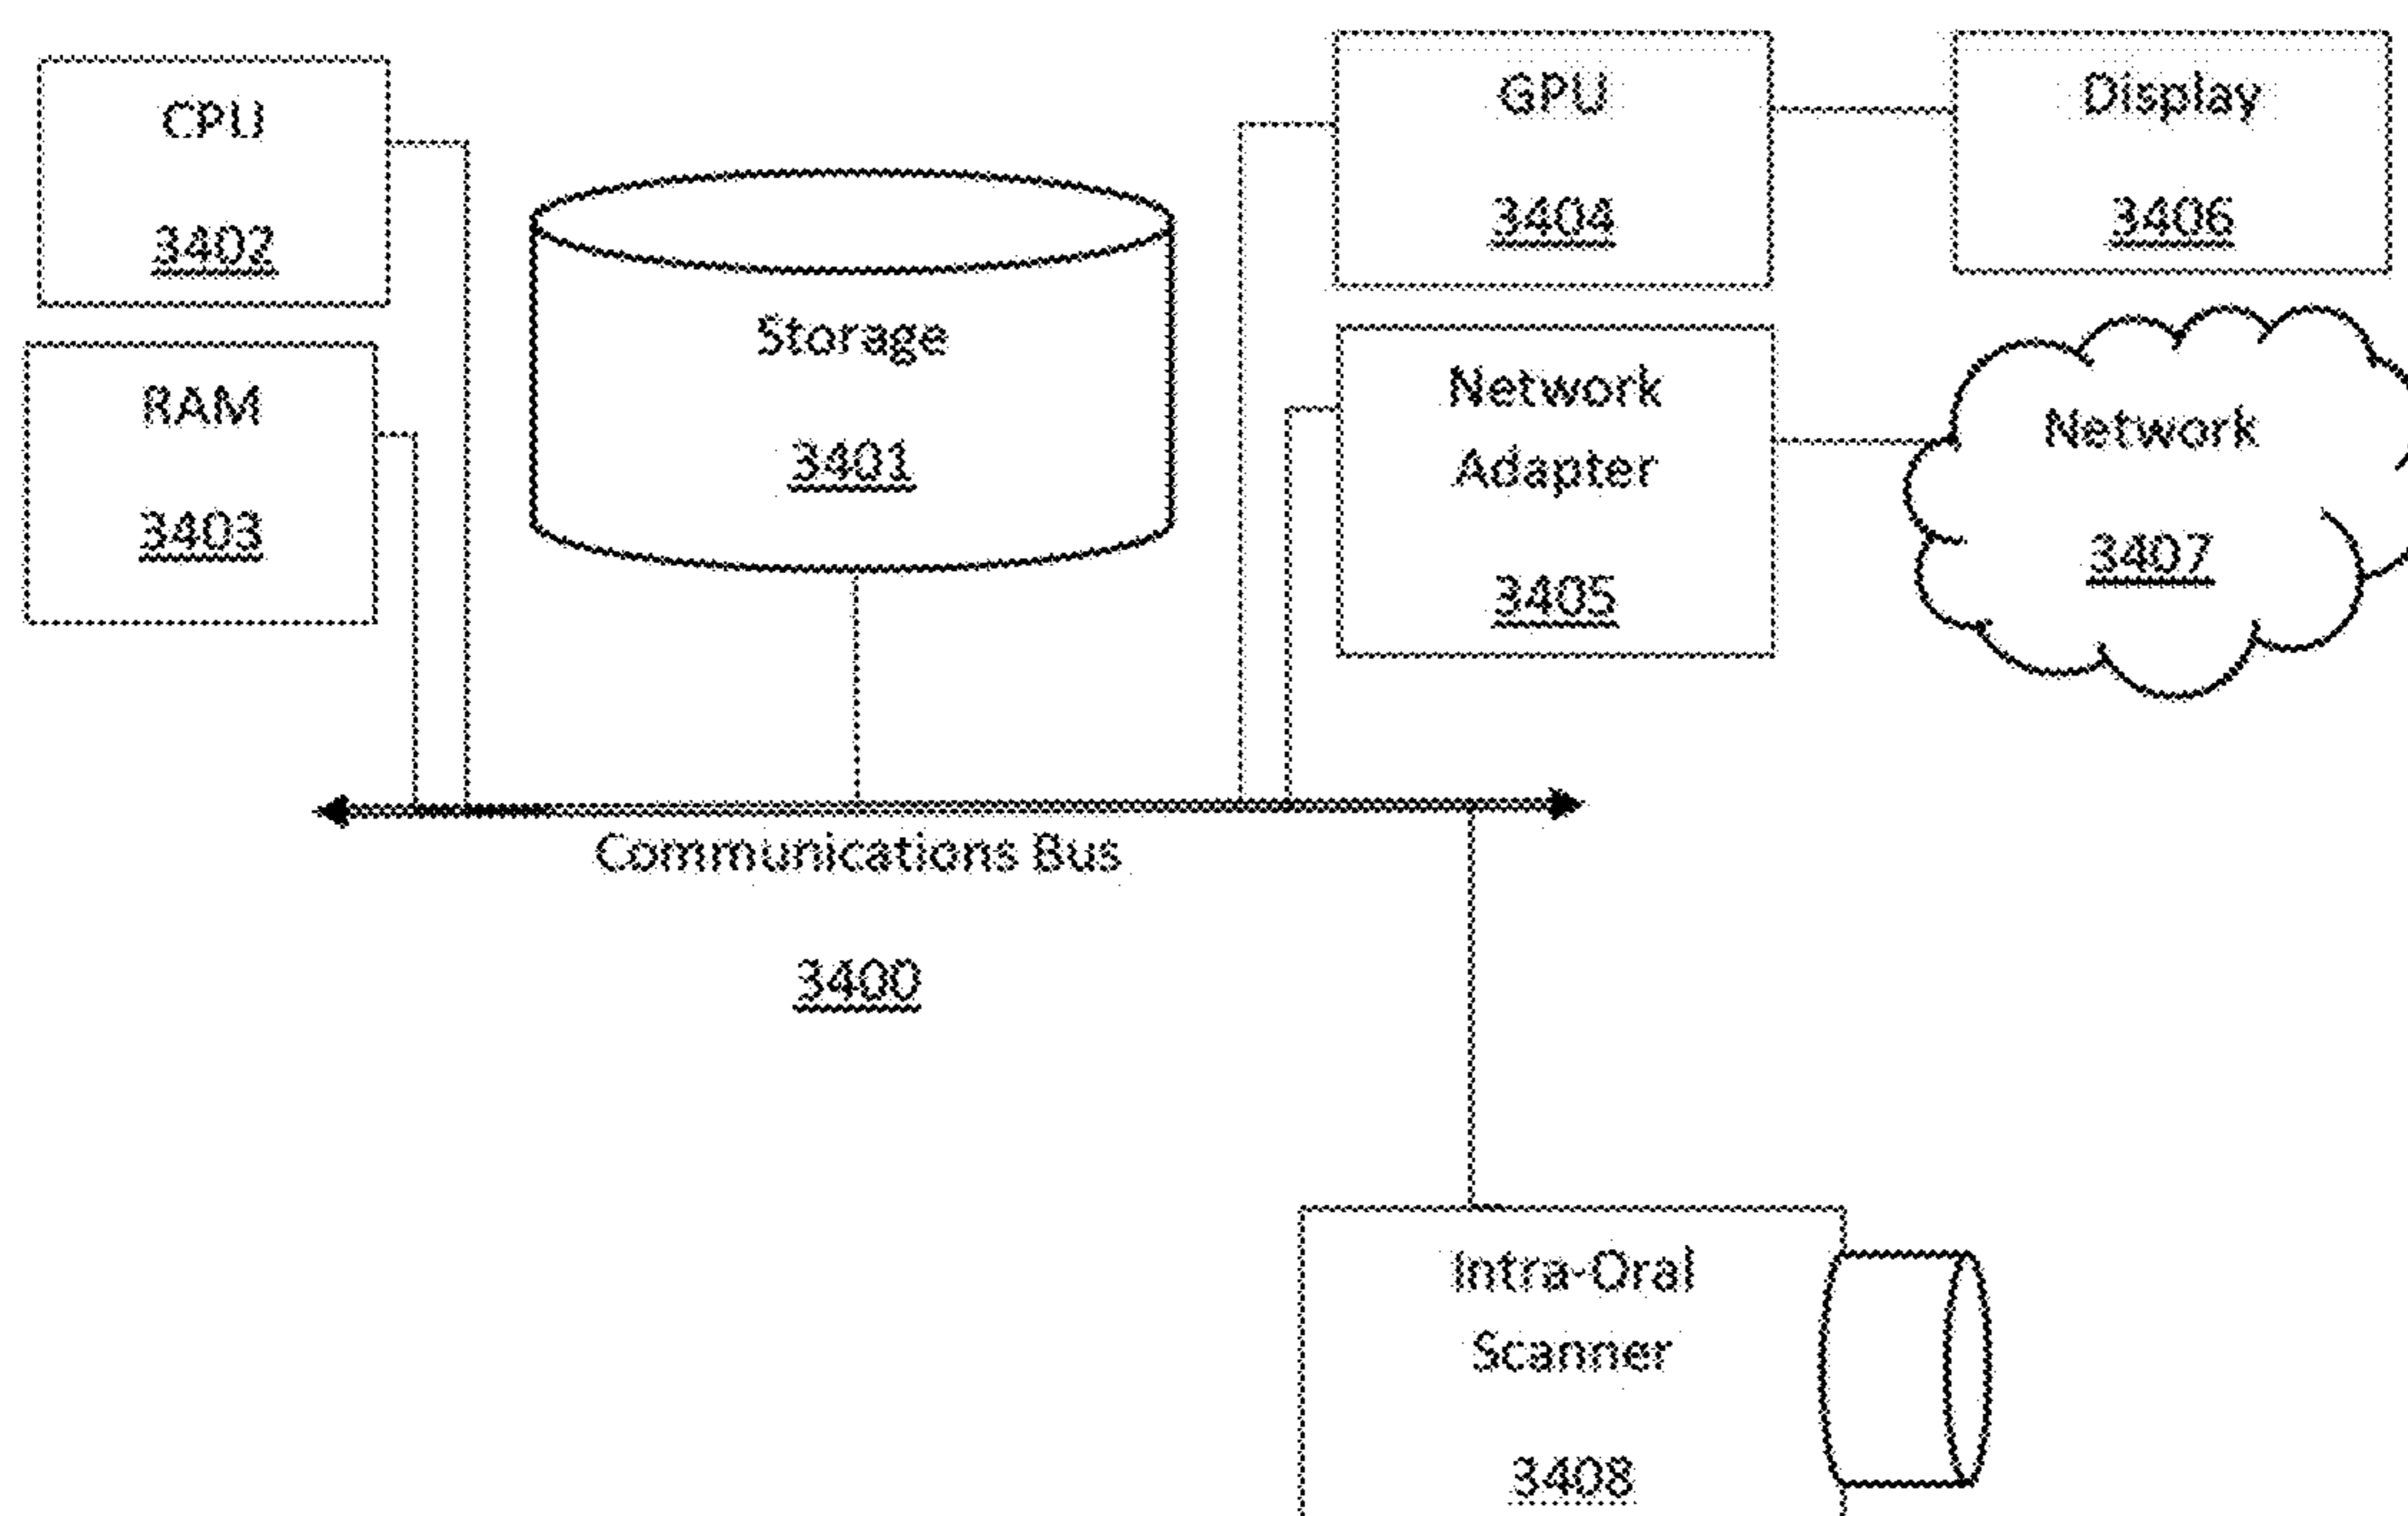 CPU
3402
RAM
3403
Storage
3401
GPU
3404
Display
3406
Network
Adapter
3405
Network
3407
Communications Bus
3400
Intra-Oral
Scanner
3408